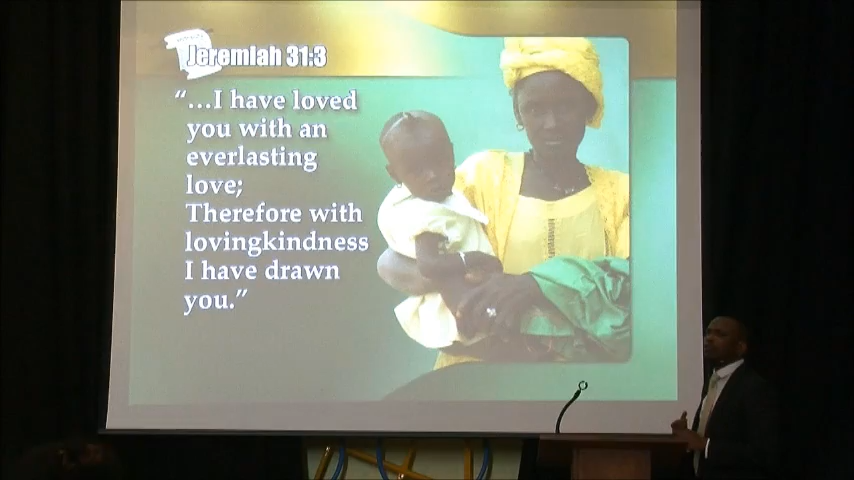 Jeremiah 31:3
“…I have loved
you with an
everlasting
love;
Therefore with
lovingkindness
I have drawn
you.”